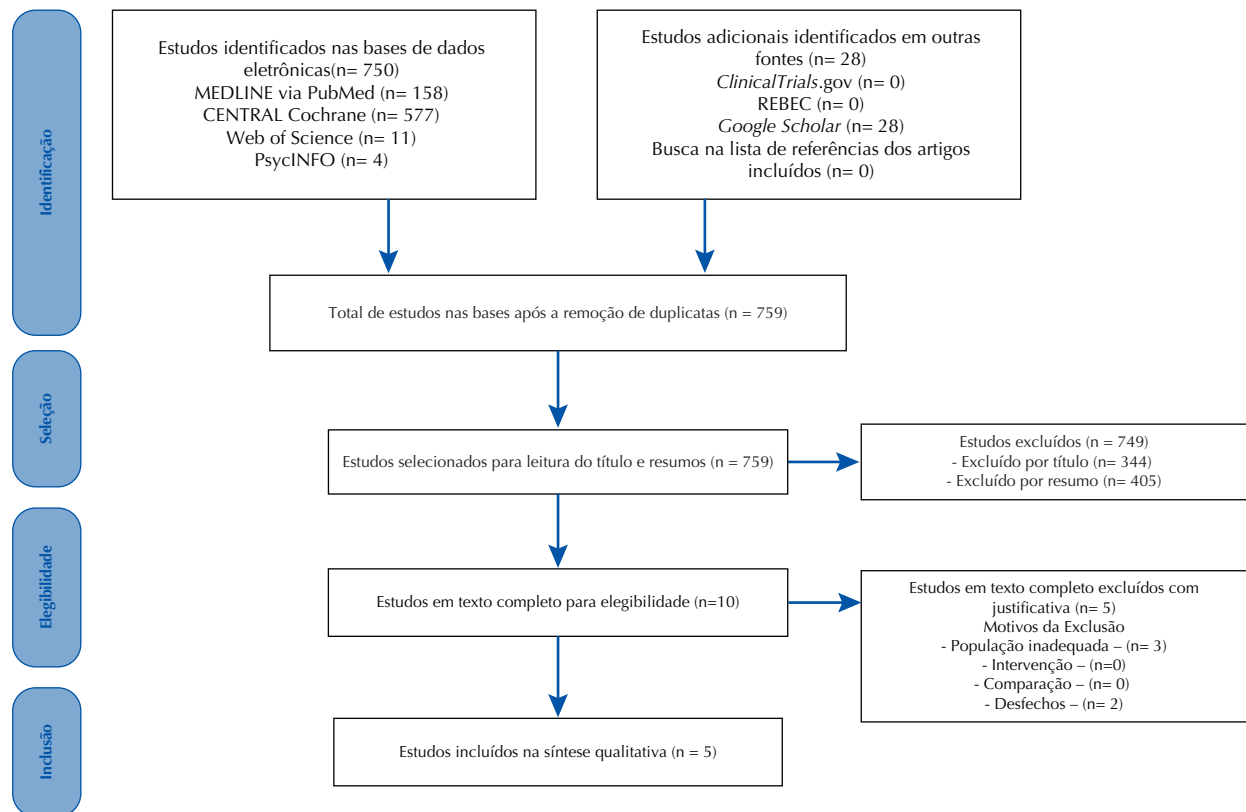 Identificação
Estudos identificados nas bases de dados
eletrônicas(n= 750)
MEDLINE via PubMed (n= 158)
CENTRAL Cochrane (n= 577)
Web of Science (n= 11)
PsycINFO (n= 4)
Estudos adicionais identificados em outras
fontes (n= 28)
ClinicalTrials.gov (n= 0)
REBEC (n= 0)
Google Scholar (n= 28)
Busca na lista de referências dos artigos
incluídos (n= 0)
Total de estudos nas bases após a remoção de duplicatas (n = 759)
Seleção
Estudos selecionados para leitura do título e resumos (n = 759)
Estudos excluídos (n = 749)
- Excluído por título (n= 344)
- Excluído por resumo (n= 405)
Elegibilidade
Estudos em texto completo para elegibilidade (n=10)
Estudos em texto completo excluídos com
justificativa (n= 5)
Motivos da Exclusão
- População inadequada – (n= 3)
- Intervenção – (n=0)
- Comparação – (n= 0)
- Desfechos – (n= 2)
Inclusão
Estudos incluídos na síntese qualitativa (n = 5)